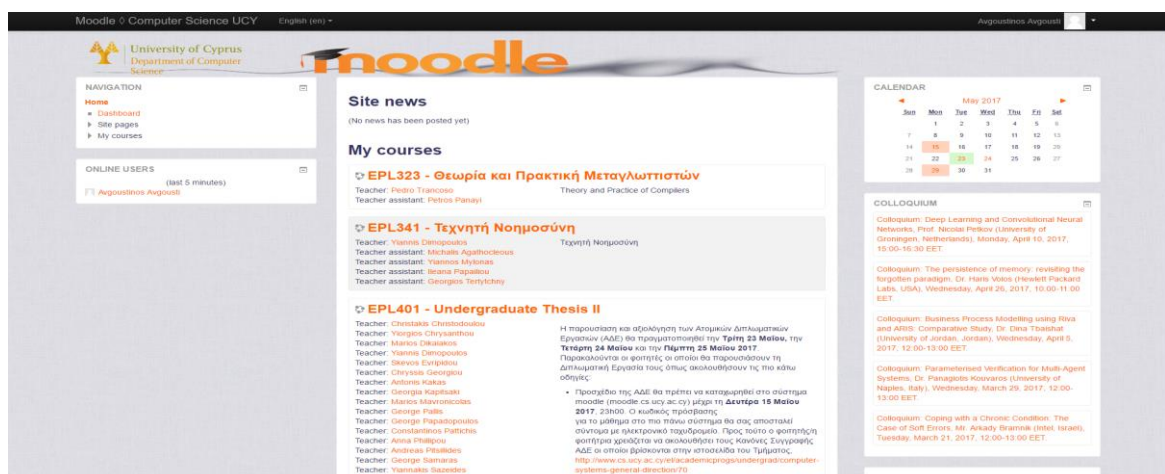 Moodle ◊ Computer Science UCY
English (en)
Avgoustinos Avgousti
University of Cyprus
Department of Computer
Science
moodle
NAVIGATION
Home
Dashboard
Site pages
My courses
ONLINE USERS
(last 5 minutes)
Avgoustinos Avgousti
Site news
(No news has been posted yet)
My courses
EPL323 - Θεωρία και Πρακτική Μεταγλωττιστών
Teacher: Pedro Trancoso
Teacher assistant: Petros Panayi
Theory and Practice of Compilers
EPL341 - Τεχνητή Νοημοσύνη
Teacher: Yiannis Dimopoulos
Teacher assistant: Michalis Agathocleous
Teacher assistant: Yiannos Mylonas
Teacher assistant: Ileana Papailiou
Teacher assistant: Georgios Tertytchny
Τεχνητή Νοημοσύνη
EPL401 - Undergraduate Thesis II
Teacher: Christakis Christodoulou
Teacher: Yiorgos Chrysanthou
Teacher: Marios Dikaiakos
Teacher: Yiannis Dimopoulos
Teacher: Skevos Evripidou
Teacher: Chryssis Georgiou
Teacher: Antonis Kakas
Teacher: Georgia Kapitsaki
Teacher: Marios Mavronicolas
Teacher: George Pallis
Teacher: George Papadopoulos
Teacher: Constantinos Pattichis
Teacher: Anna Philippou
Teacher: Andreas Pitsillides
Teacher: George Samaras
Teacher: Yiannakis Sazeides
Η παρουσίαση και αξιολόγηση των Ατομικών Διπλωματικών
Εργασιών (ΑΔΕ) θα πραγματοποιηθεί την Τρίτη 23 Μαίου, την
Τετάρτη 24 Μαίου και την Πέμπτη 25 Μαίου 2017.
Παρακαλούνται οι φοιτητές οι οποίοι θα παρουσιάσουν τη
Διπλωματική Εργασία τους όπως ακολουθήσουν τις πιο κάτω
οδηγίες:
Προσχέδιο της ΑΔΕ θα πρέπει να καταχωρηθεί στο σύστημα
moodle (moodle.cs.ucy.ac.cy) μέχρι τη Δευτέρα 15 Μαίου
2017, 23h00. Ο κωδικός πρόσβασης
για το μάθημα στο πιο πάνω σύστημα θα σας αποσταλεί
σύντομα με ηλεκτρονικό ταχυδρομείο. Προς τούτο ο φοιτητής/η
φοιτήτρια χρειάζεται να ακολουθήσει τους Κανόνες Συγγραφής
ΑΔΕ οι οποίοι βρίσκονται στην ιστοσελίδα του Τμήματος,
http://www.cs.ucy.ac.cy/el/academicprogs/undergrad/computer-
systems-general-direction/70
CALENDAR
May 2017
Sun Mon Tue Wed Thu Fri Sat
1 2 3 4 5 6
7 8 9 10 11 12 13
14 15 16 17 18 19 20
21 22 23 24 25 26 27
28 29 30 31
COLLOQUIUM
Colloquium: Deep Learning and Convolutional Neural
Networks, Prof. Nicolai Petkov (University of
Groningen, Netherlands), Monday, April 10, 2017,
15:00-16:30 EET.
Colloquium: The persistence of memory: revisiting the
forgotten paradigm, Dr. Haris Volos (Hewlett Packard
Labs, USA), Wednesday, April 26, 2017, 10:00-11:00
EET.
Colloquium: Business Process Modelling using Riva
and ARIS: Comparative Study, Dr. Dina Tbaishat
(University of Jordan, Jordan), Wednesday, April 5,
2017, 12:00-13:00 EET.
Colloquium: Parameterised Verification for Multi-Agent
Systems, Dr. Panagiotis Kouvaros (University of
Naples, Italy), Wednesday, March 29, 2017, 12:00-
13:00 EET.
Colloquium: Coping with a Chronic Condition: The
Case of Soft Errors, Mr. Arkady Bramnik (Intel, Israel),
Tuesday, March 21, 2017, 12:00-13:00 EET.